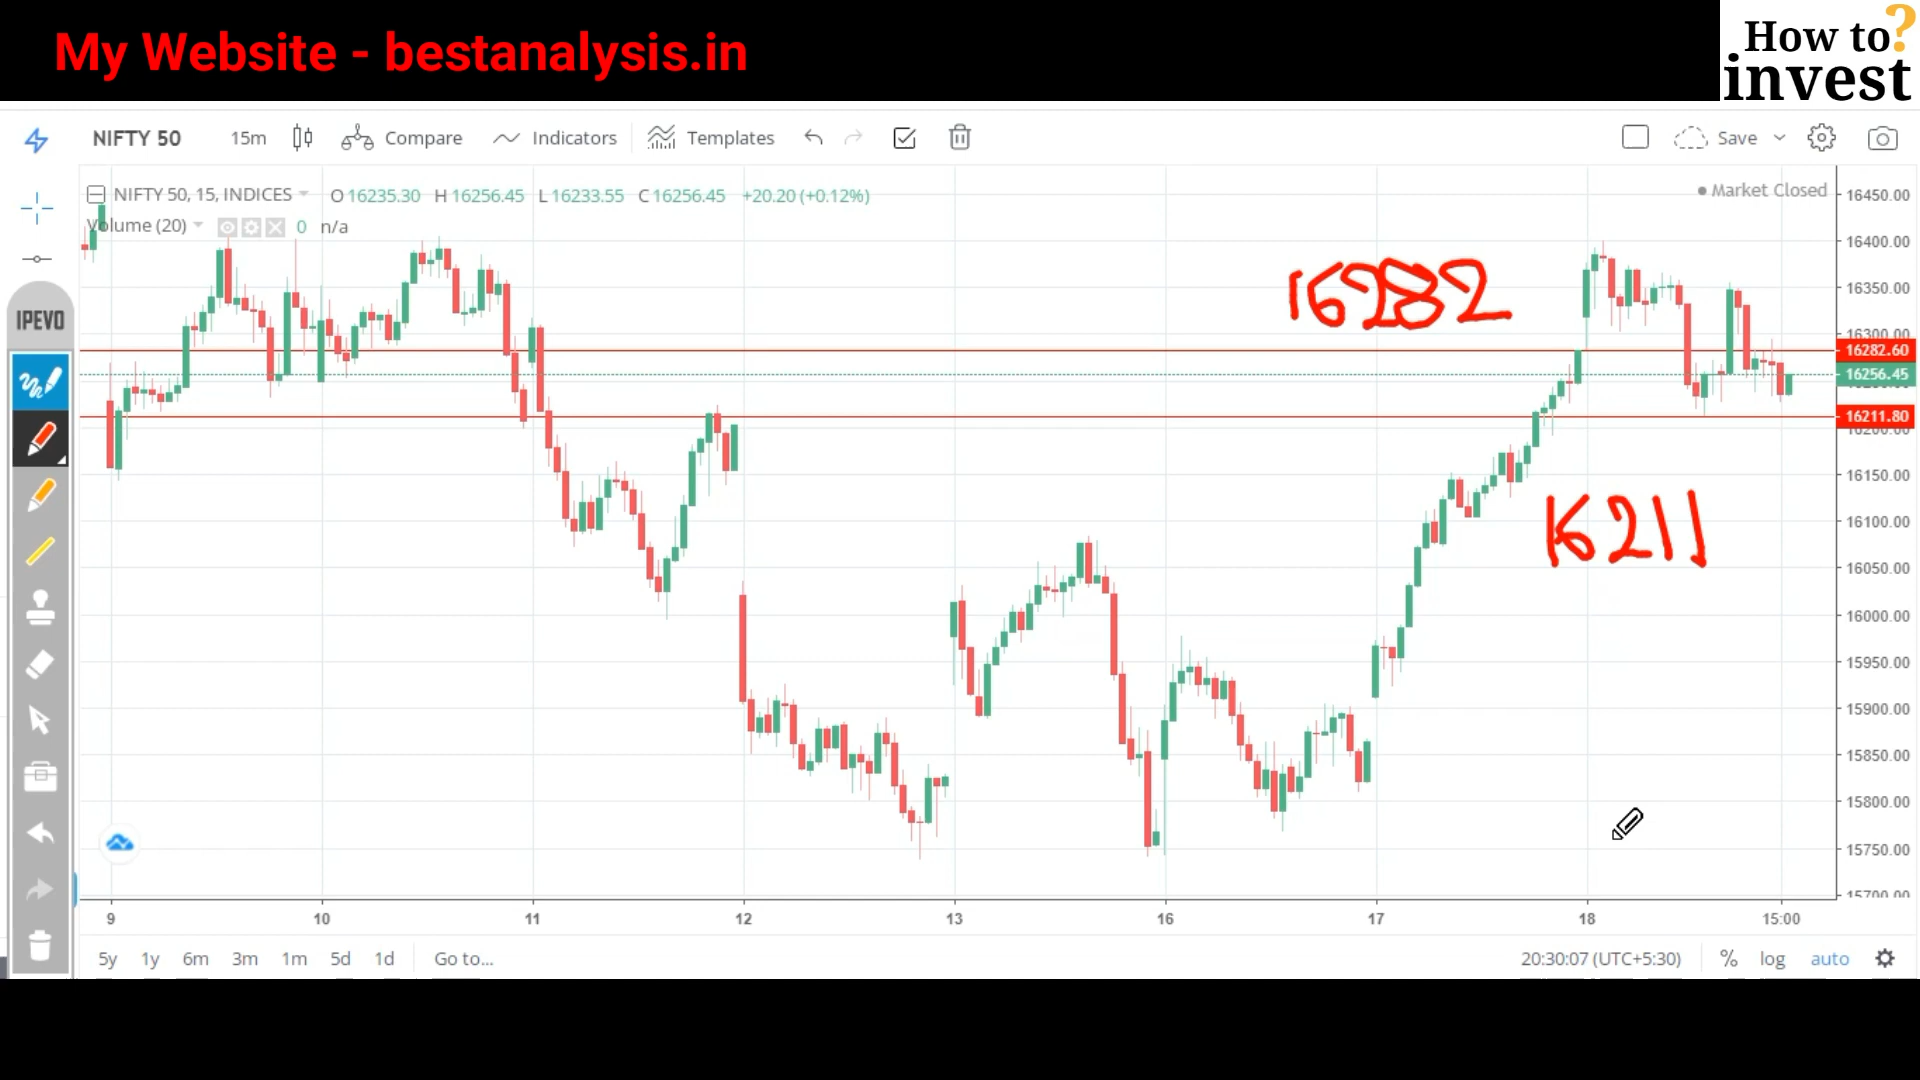 My Website - bestanalysis.in
How to?
invest
NIFTY 50 15m Compare Indicators Templates Save
NIFTY 50, 15, INDICES O 16235.30 H 16256.45 L 16233.55 C 16256.45 +20.20 (+0.12%)
Market Closed
Volume (20) 0 n/a
IPEVO
16282
16211
16450.00
16400.00
16350.00
16300.00
16282.60
16256.45
16211.80
16200.00
16150.00
16100.00
16050.00
16000.00
15950.00
15900.00
15850.00
15800.00
15750.00
15700.00
9 10 11 12 13 16 17 18 15:00
5y 1y 6m 3m 1m 5d 1d Go to... 20:30:07 (UTC+5:30) % log auto